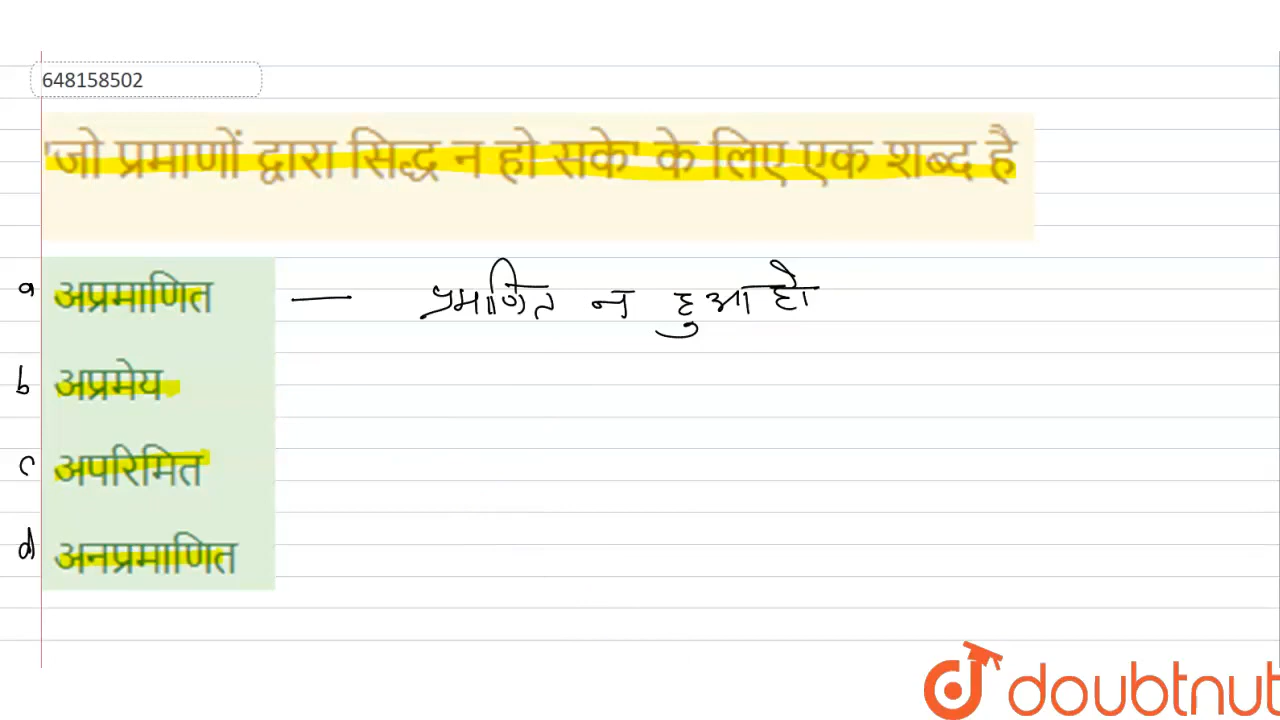 648158502
'जो प्रमाणों द्वारा सिद्ध न हो सके' के लिए एक शब्द है
a अप्रमाणित — प्रमाणित न हुआ हो
b अप्रमेय
c अपरिमित
d अनप्रमाणित
doubtnut